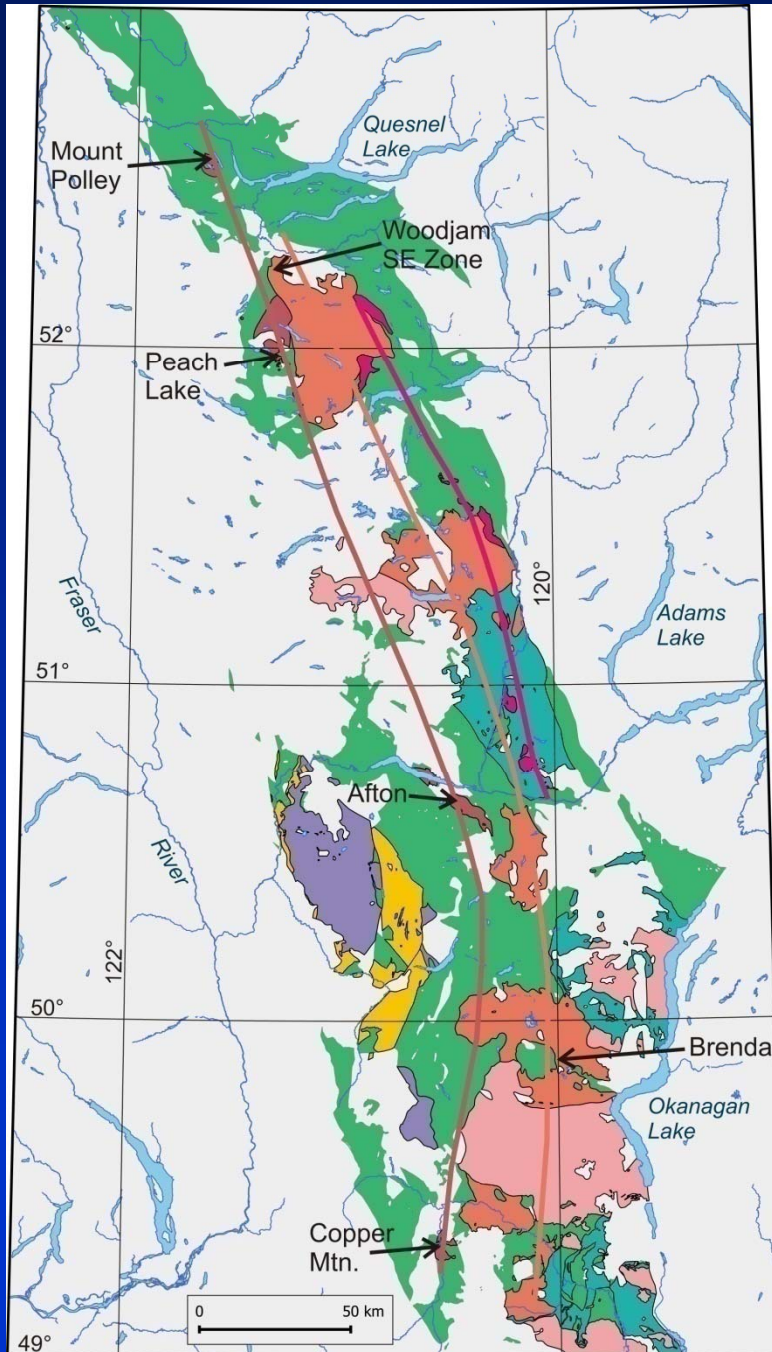 Quesnel
Lake
Mount
Polley
Woodjam
SE Zone
52°
Peach
Lake
Fraser
120°
Adams
Lake
51°
Afton
River
122°
50°
Brenda
Okanagan
Lake
Copper
Mtn.
0 50 km
49°